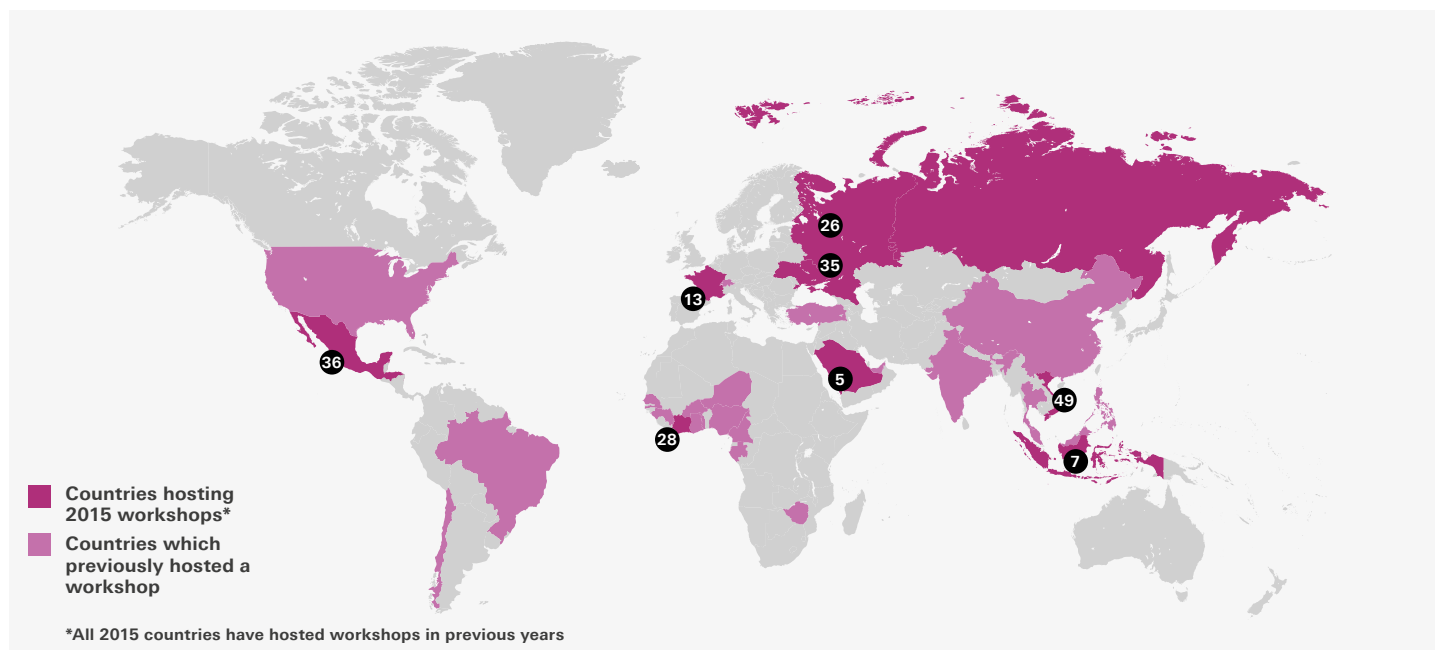 26
35
13
36
5
49
28
7
Countries hosting
2015 workshops*
Countries which
previously hosted a
workshop
*All 2015 countries have hosted workshops in previous years